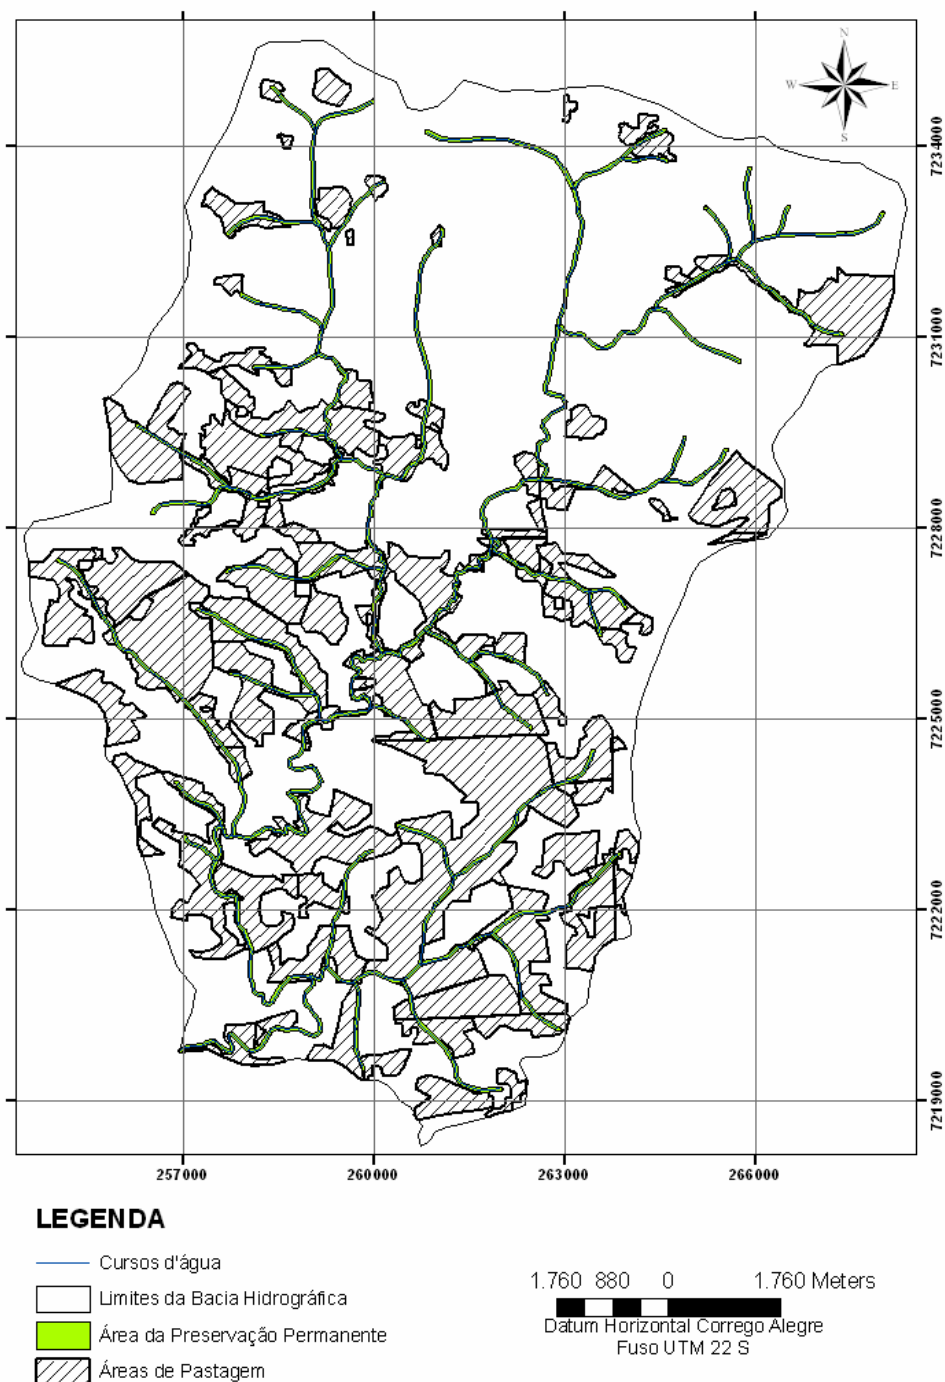 N
W E
S
7234000
7231000
7228000
7225000
7222000
7219000
257000 260000 263000 266000
LEGENDA
Cursos d'água
Limites da Bacia Hidrográfica
Área da Preservação Permanente
Áreas de Pastagem
1.760 880 0 1.760 Meters
Datum Horizontal Corrego Alegre
Fuso UTM 22 S